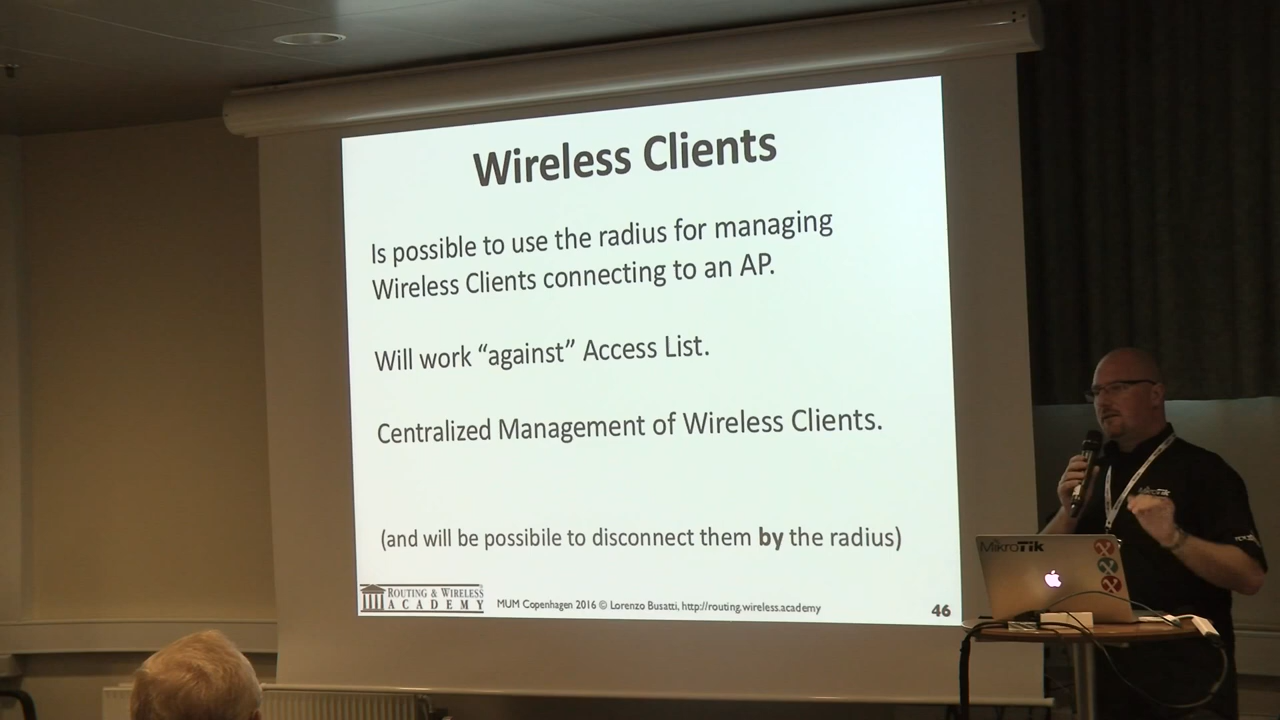 Wireless Clients
Is possible to use the radius for managing
Wireless Clients connecting to an AP.
Will work “against” Access List.
Centralized Management of Wireless Clients.
(and will be possibile to disconnect them by the radius)
ROUTING & WIRELESS
ACADEMY
MUM Copenhagen 2016 © Lorenzo Busatti, http://routing.wireless.academy
46
MikroTik